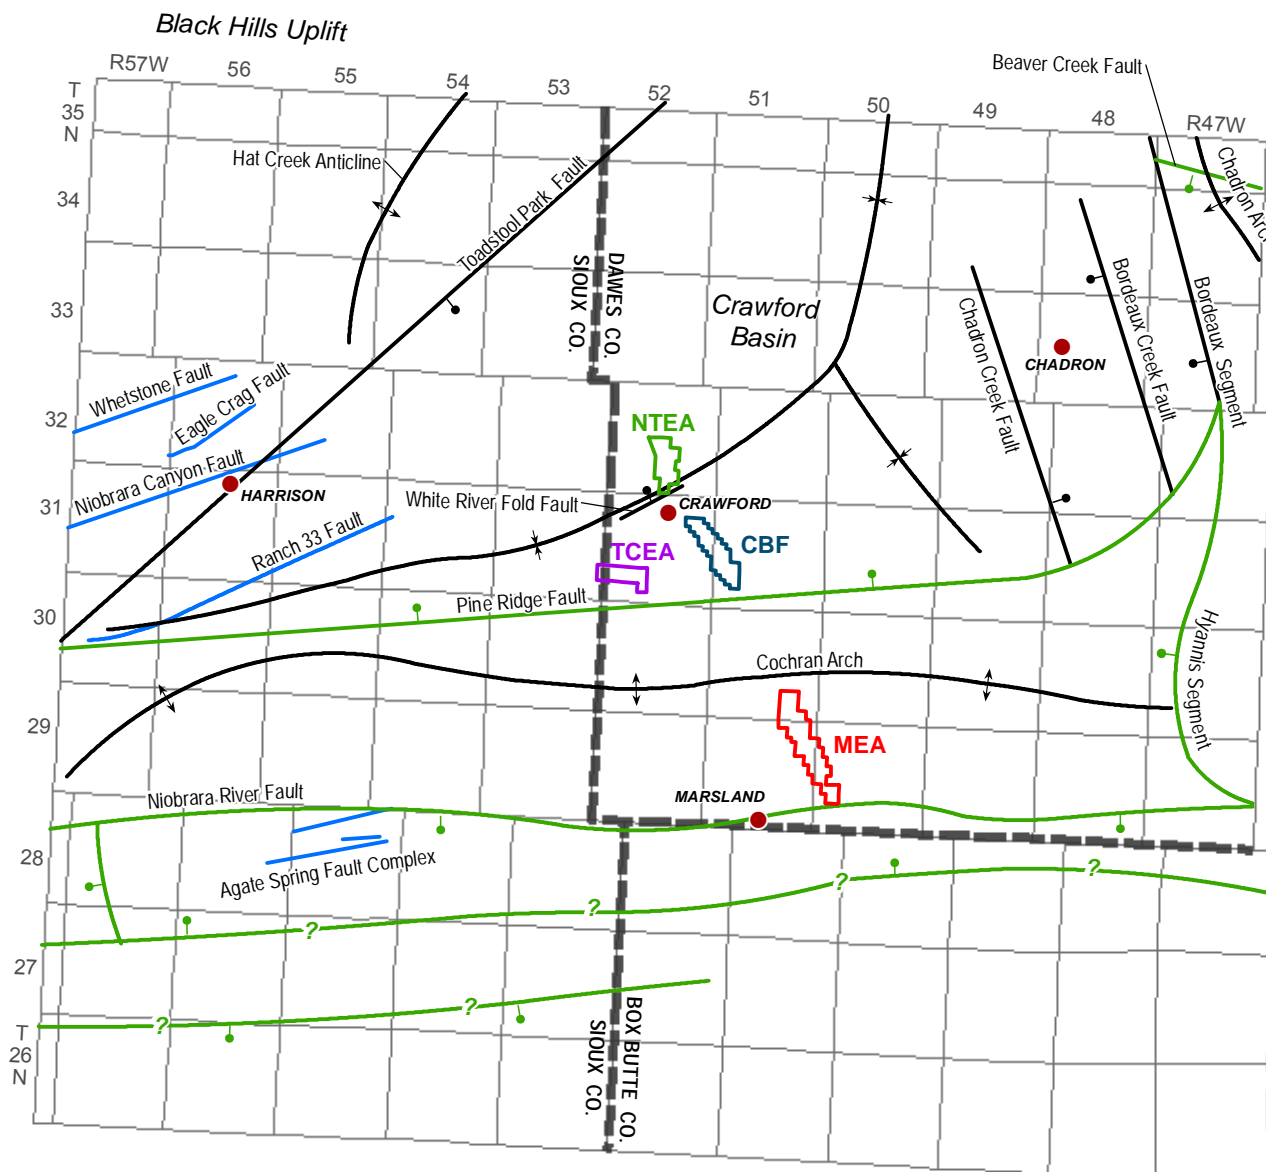 Black Hills Uplift
R57W
56
55
54
53
52
51
50
49
48
R47W
T
35
N
34
33
32
31
30
29
28
27
T
26
N
Beaver Creek Fault
Hat Creek Anticline
Toadstool Park Fault
Chadron Arc
DAWES CO.
SIOUX CO.
Crawford
Basin
Chadron Creek Fault
CHADRON
Bordeaux Creek Fault
Bordeaux Segment
Whetstone Fault
Eagle Crag Fault
Niobrara Canyon Fault
HARRISON
Ranch 33 Fault
NTEA
White River Fold Fault
CRAWFORD
TCEA
CBF
Pine Ridge Fault
Hyannis Segment
Cochran Arch
MEA
Niobrara River Fault
MARSLAND
Agate Spring Fault Complex
?
?
?
?
?
?
BOX BUTTE CO.
SIOUX CO.